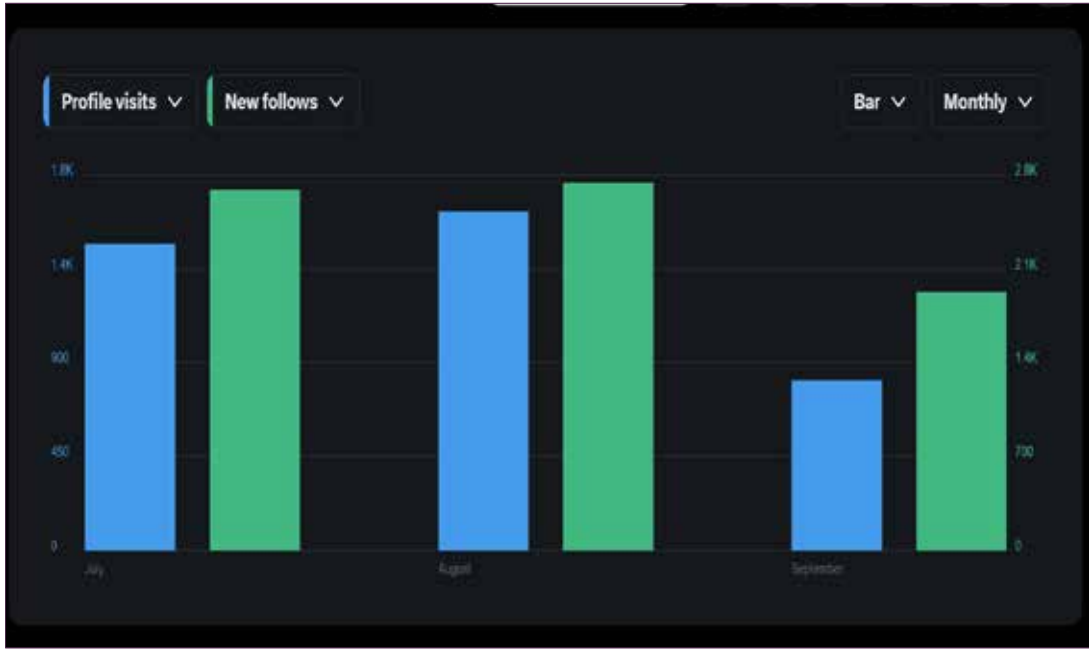 Profile visits New follows Bar Monthly
1.8K 2.8K
1.4K 2.1K
900 1.4K
450 700
0 0
July August September